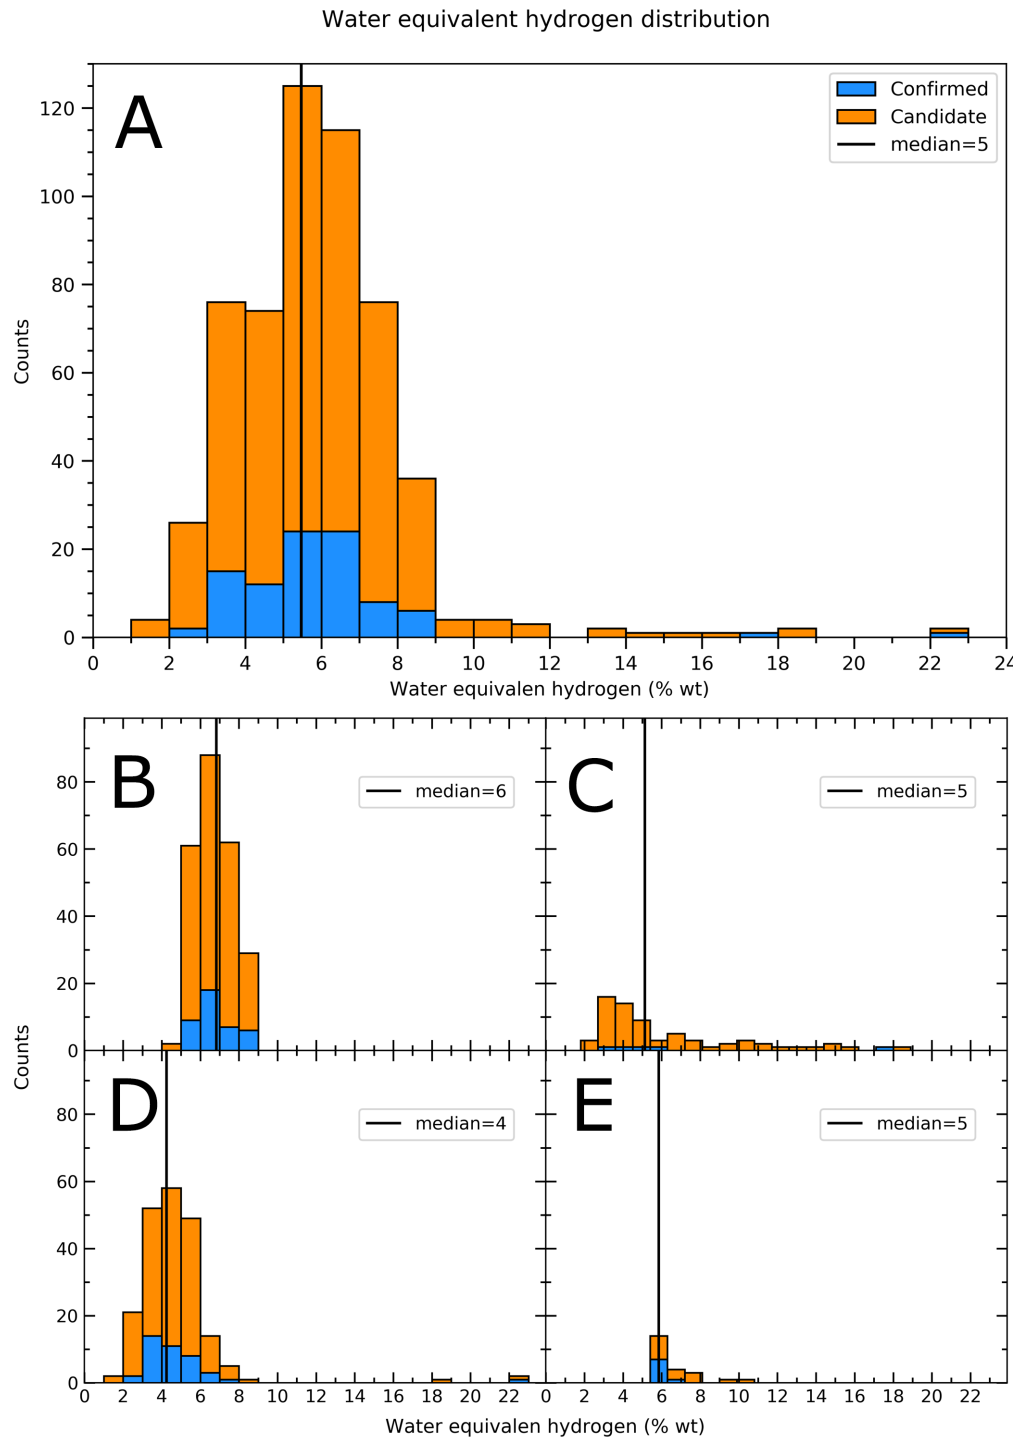 Water equivalent hydrogen distribution
A
Confirmed
Candidate
median=5
120
100
80
60
40
20
0
Counts
0 2 4 6 8 10 12 14 16 18 20 22 24
Water equivalen hydrogen (% wt)
B
median=6
C
median=5
80
60
40
20
0
Counts
D
median=4
E
median=5
80
60
40
20
0
0 2 4 6 8 10 12 14 16 18 20 22
2 4 6 8 10 12 14 16 18 20 22
Water equivalen hydrogen (% wt)